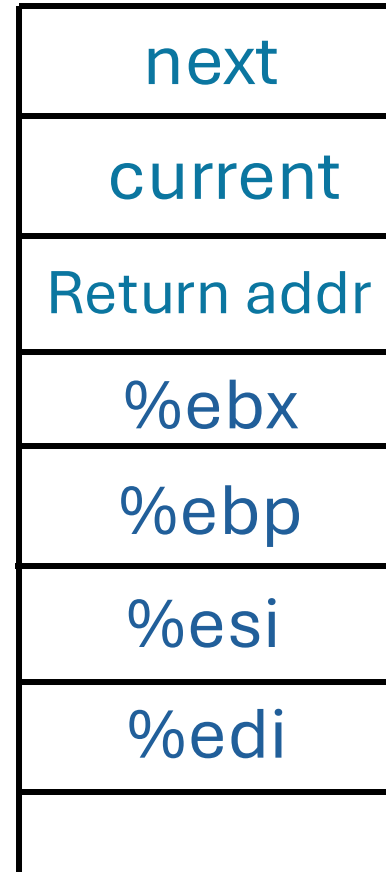 next
current
Return addr
%ebx
%ebp
%esi
%edi